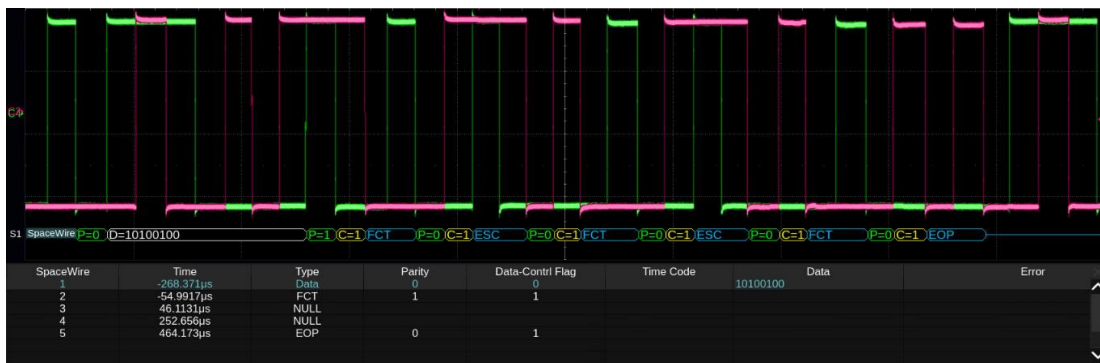 C4
S1 SpaceWire P=0 D=10100100 P=1 C=1 FCT P=0 C=1 ESC P=0 C=1 FCT P=0 C=1 ESC P=0 C=1 FCT P=0 C=1 EOP
SpaceWire Time Type Parity Data-Contrl Flag Time Code Data Error
1 -268.371µs Data 0 0 10100100
2 -54.9917µs FCT 1 1
3 46.1131µs NULL
4 252.656µs NULL
5 464.173µs EOP 0 1